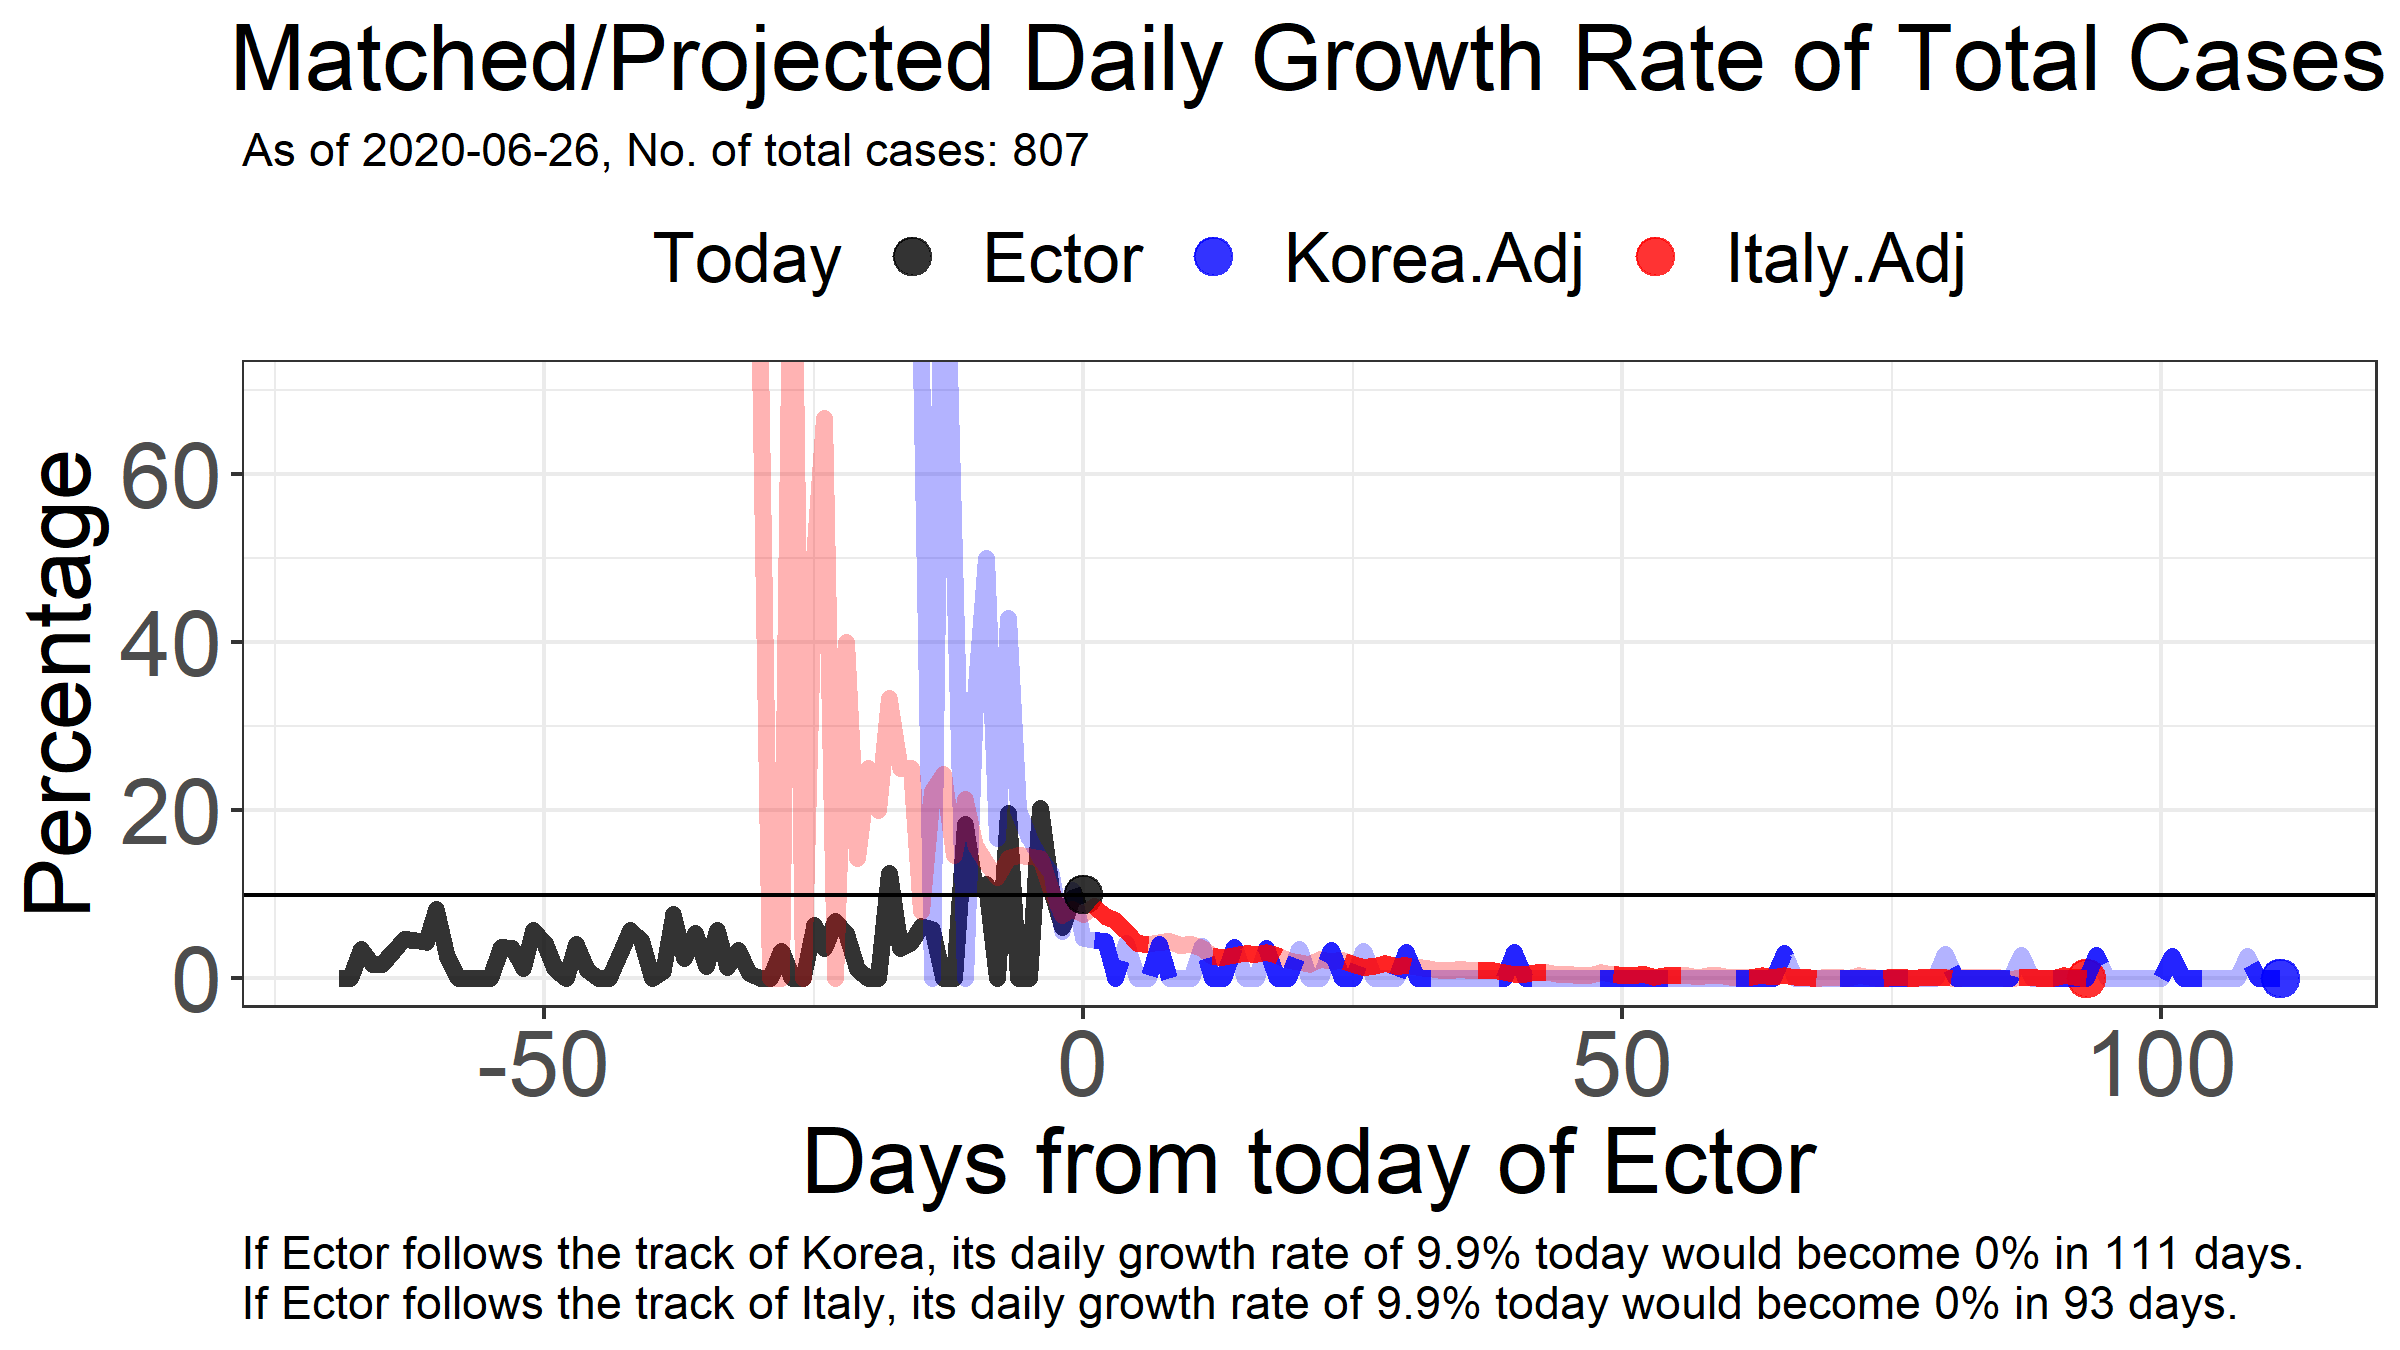 Matched/Projected Daily Growth Rate of Total Cases
As of 2020-06-26, No. of total cases: 807
Today Ector Korea.Adj Italy.Adj
Percentage
60
40
20
0
-50 0 50 100
Days from today of Ector
If Ector follows the track of Korea, its daily growth rate of 9.9% today would become 0% in 111 days.
If Ector follows the track of Italy, its daily growth rate of 9.9% today would become 0% in 93 days.